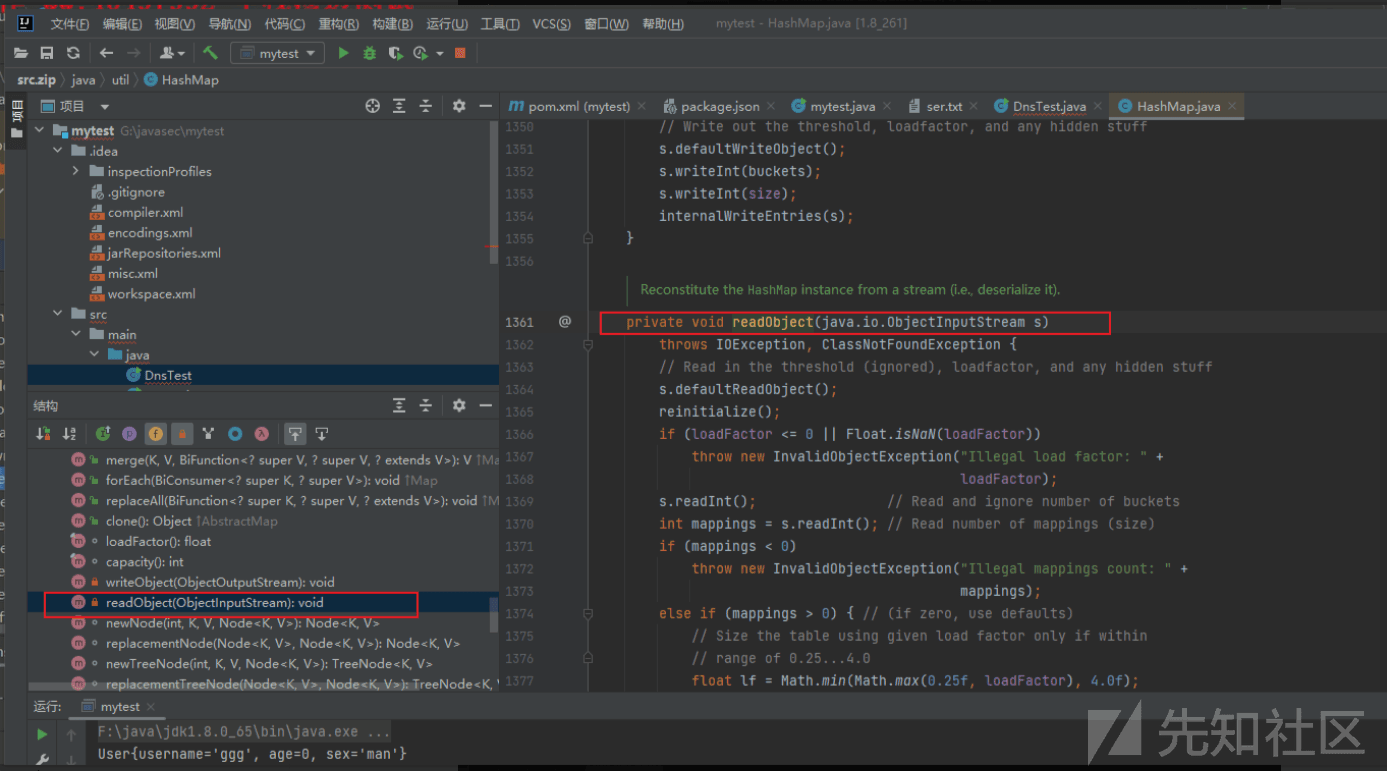 文件(F) 编辑(E) 视图(V) 导航(N) 代码(C) 重构(R) 构建(B) 运行(U) 工具(T) VCS(S) 窗口(W) 帮助(H) mytest - HashMap.java [1.8_261]
mytest
src.zip java util HashMap
项目
项目
pom.xml (mytest) package.json mytest.java ser.txt DnsTest.java HashMap.java
mytest G:\javasec\mytest
.idea
inspectionProfiles
.gitignore
compiler.xml
encodings.xml
jarRepositories.xml
misc.xml
workspace.xml
src
main
java
DnsTest
结构
merge(K, V, BiFunction<? super V, ? super V, ? extends V>): V ↑Ma
forEach(BiConsumer<? super K, ? super V>): void ↑Map
replaceAll(BiFunction<? super K, ? super V, ? extends V>): void ↑M
clone(): Object ↑AbstractMap
loadFactor(): float
capacity(): int
writeObject(ObjectOutputStream): void
readObject(ObjectInputStream): void
newNode(int, K, V, Node<K, V>): Node<K, V>
replacementNode(Node<K, V>, Node<K, V>): Node<K, V>
newTreeNode(int, K, V, Node<K, V>): TreeNode<K, V>
replacementTreeNode(Node<K, V>, Node<K, V>): TreeNode<K, V
1350 // Write out the threshold, loadfactor, and any hidden stuff
1351 s.defaultWriteObject();
1352 s.writeInt(buckets);
1353 s.writeInt(size);
1354 internalWriteEntries(s);
1355 }
1356
Reconstitute the HashMap instance from a stream (i.e., deserialize it).
1361 @ private void readObject(java.io.ObjectInputStream s)
1362 throws IOException, ClassNotFoundException {
1363 // Read in the threshold (ignored), loadfactor, and any hidden stuff
1364 s.defaultReadObject();
1365 reinitialize();
1366 if (loadFactor <= 0 || Float.isNaN(loadFactor))
1367 throw new InvalidObjectException("Illegal load factor: " +
1368 loadFactor);
1369 s.readInt(); // Read and ignore number of buckets
1370 int mappings = s.readInt(); // Read number of mappings (size)
1371 if (mappings < 0)
1372 throw new InvalidObjectException("Illegal mappings count: " +
1373 mappings);
1374 else if (mappings > 0) { // (if zero, use defaults)
1375 // Size the table using given load factor only if within
1376 // range of 0.25...4.0
1377 float lf = Math.min(Math.max(0.25f, loadFactor), 4.0f);
运行: mytest
F:\java\jdk1.8.0_65\bin\java.exe ...
User{username='ggg', age=0, sex='man'}
先知社区